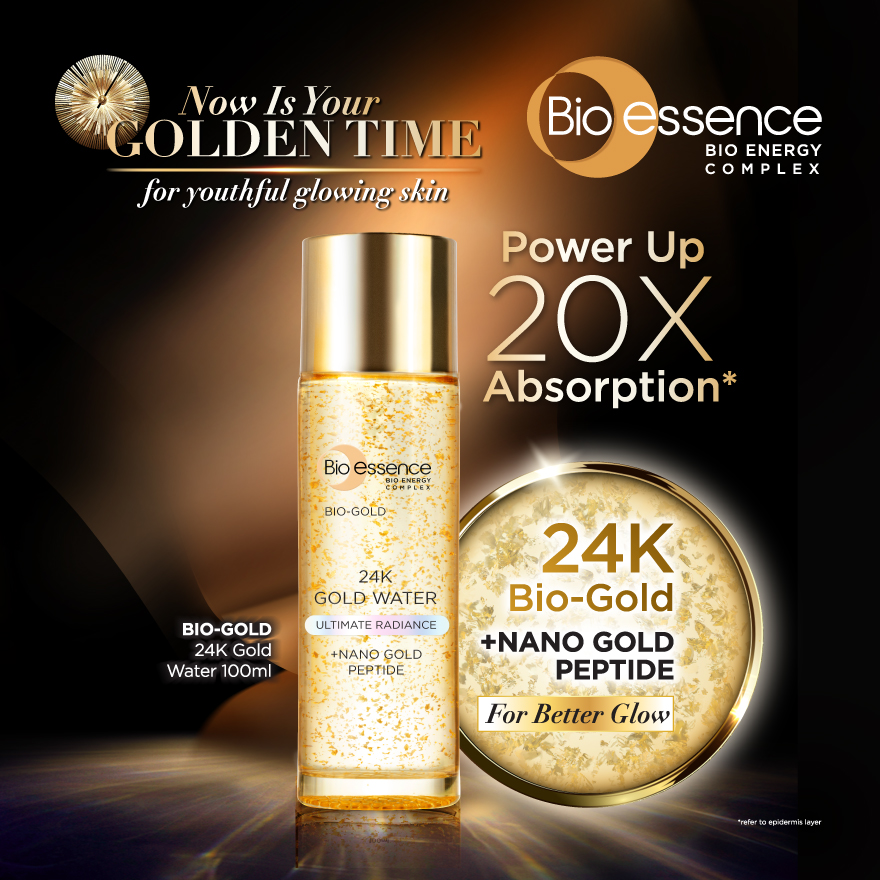 Now Is Your
GOLDEN TIME
for youthful glowing skin
Bio essence
BIO ENERGY
COMPLEX
Power Up
20X
Absorption*
Bio essence
BIO ENERGY
COMPLEX
BIO-GOLD
24K
GOLD WATER
ULTIMATE RADIANCE
+NANO GOLD
PEPTIDE
BIO-GOLD
24K Gold
Water 100ml
24K
Bio-Gold
+NANO GOLD
PEPTIDE
For Better Glow
*refer to epidermis layer